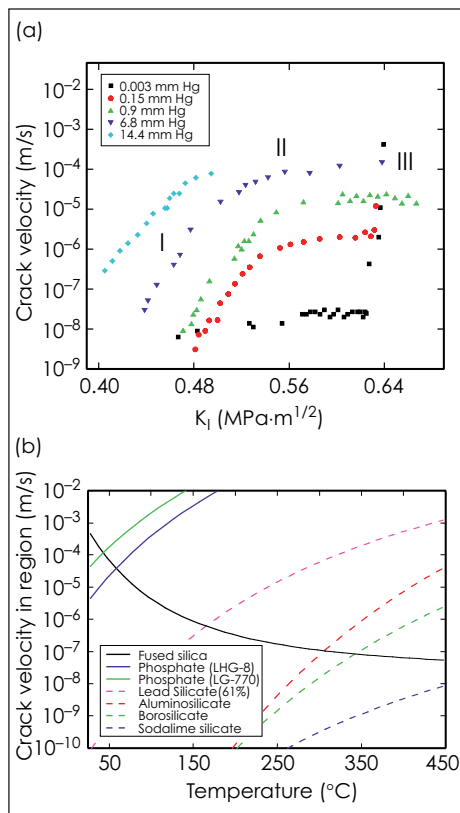 (a)
10⁻²
10⁻³
10⁻⁴
10⁻⁵
10⁻⁶
10⁻⁷
10⁻⁸
10⁻⁹
Crack velocity (m/s)
0.003 mm Hg
0.15 mm Hg
0.9 mm Hg
6.8 mm Hg
14.4 mm Hg
I
II
III
0.40 0.48 0.56 0.64
K_I (MPa·m^1/2)
(b)
10⁻²
10⁻³
10⁻⁴
10⁻⁵
10⁻⁶
10⁻⁷
10⁻⁸
10⁻⁹
10⁻¹⁰
Crack velocity in region (m/s)
Fused silica
Phosphate (LHG-8)
Phosphate (LG-770)
Lead Silicate(61%)
Aluminosilicate
Borosilicate
Sodalime silicate
50 150 250 350 450
Temperature (°C)